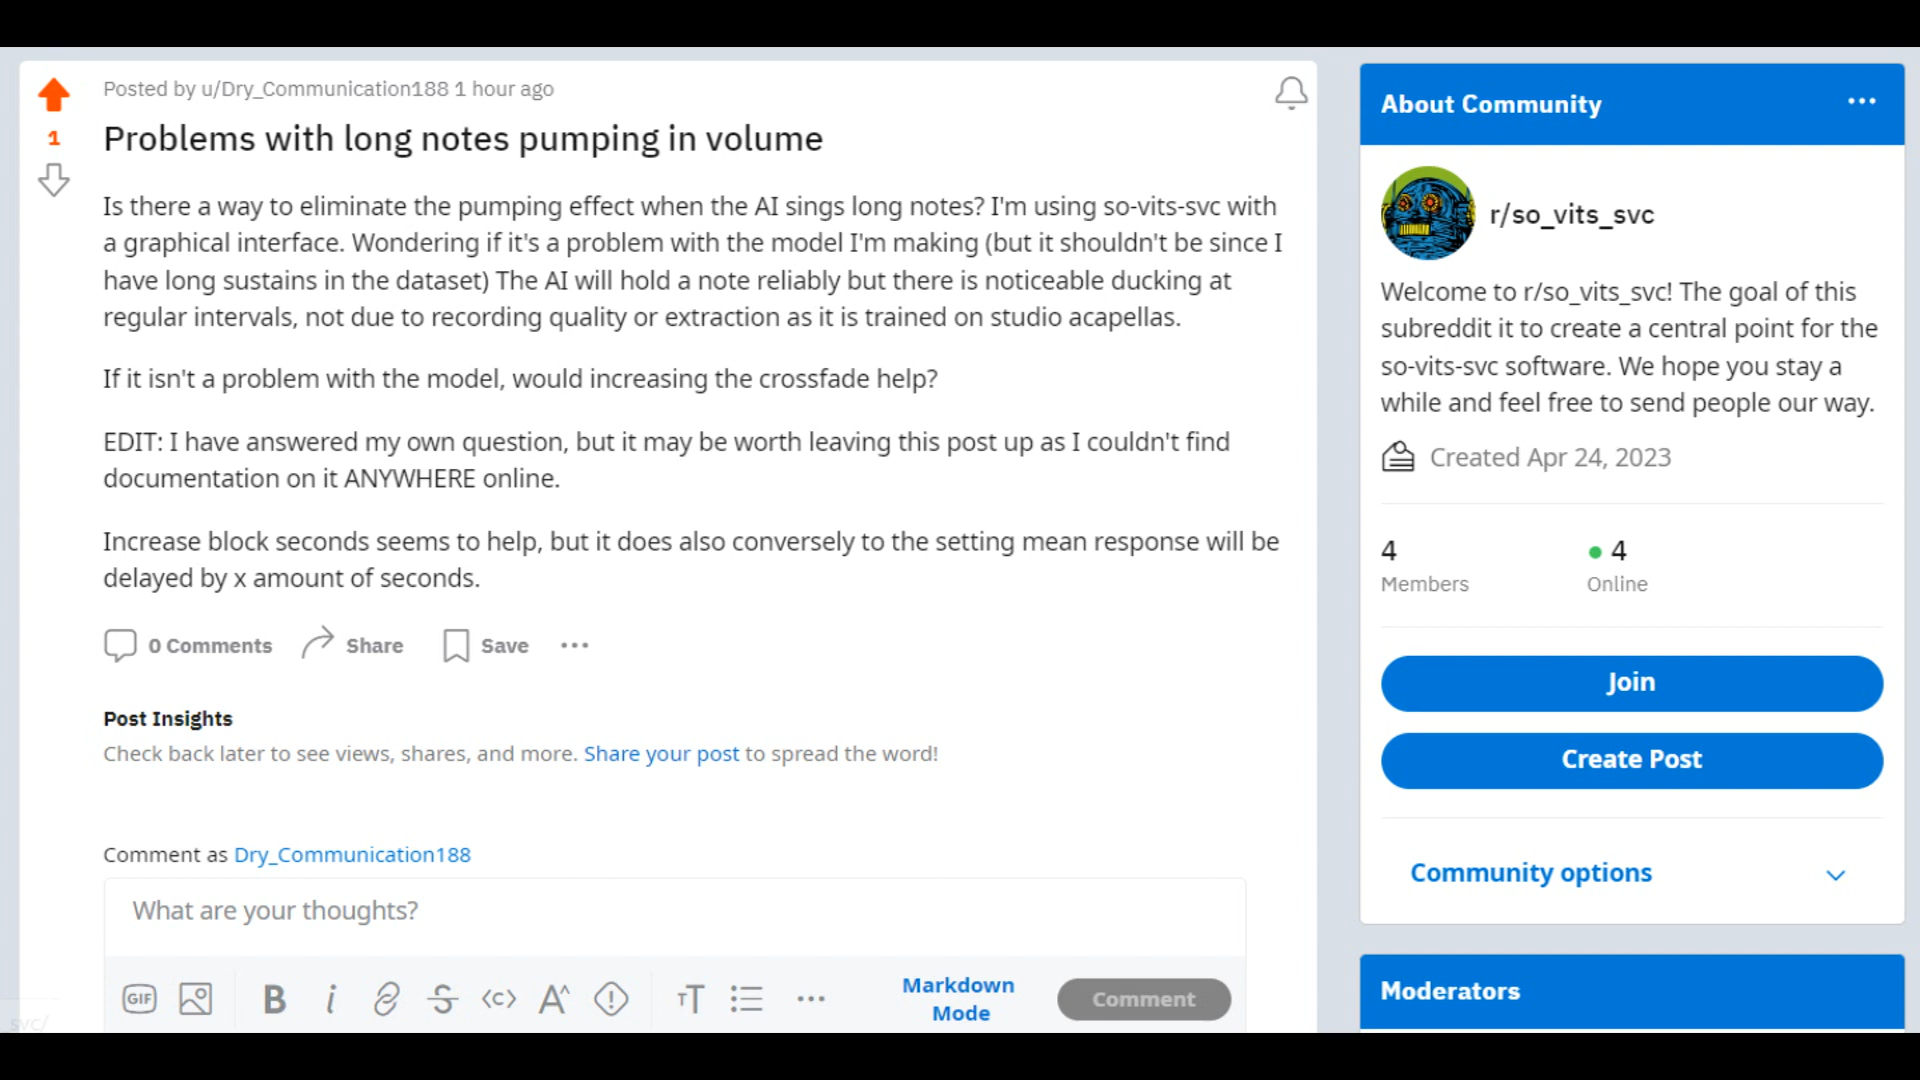 Posted by u/Dry_Communication188 1 hour ago
1
Problems with long notes pumping in volume
Is there a way to eliminate the pumping effect when the AI sings long notes? I'm using so-vits-svc with
a graphical interface. Wondering if it's a problem with the model I'm making (but it shouldn't be since I
have long sustains in the dataset) The AI will hold a note reliably but there is noticeable ducking at
regular intervals, not due to recording quality or extraction as it is trained on studio acapellas.
If it isn't a problem with the model, would increasing the crossfade help?
EDIT: I have answered my own question, but it may be worth leaving this post up as I couldn't find
documentation on it ANYWHERE online.
Increase block seconds seems to help, but it does also conversely to the setting mean response will be
delayed by x amount of seconds.
0 Comments Share Save
Post Insights
Check back later to see views, shares, and more. Share your post to spread the word!
Comment as Dry_Communication188
What are your thoughts?
GIF B i S <c> A^ TT
Markdown
Mode
Comment
svc/
About Community
r/so_vits_svc
Welcome to r/so_vits_svc! The goal of this
subreddit it to create a central point for the
so-vits-svc software. We hope you stay a
while and feel free to send people our way.
Created Apr 24, 2023
4 4
Members Online
Join
Create Post
Community options
Moderators